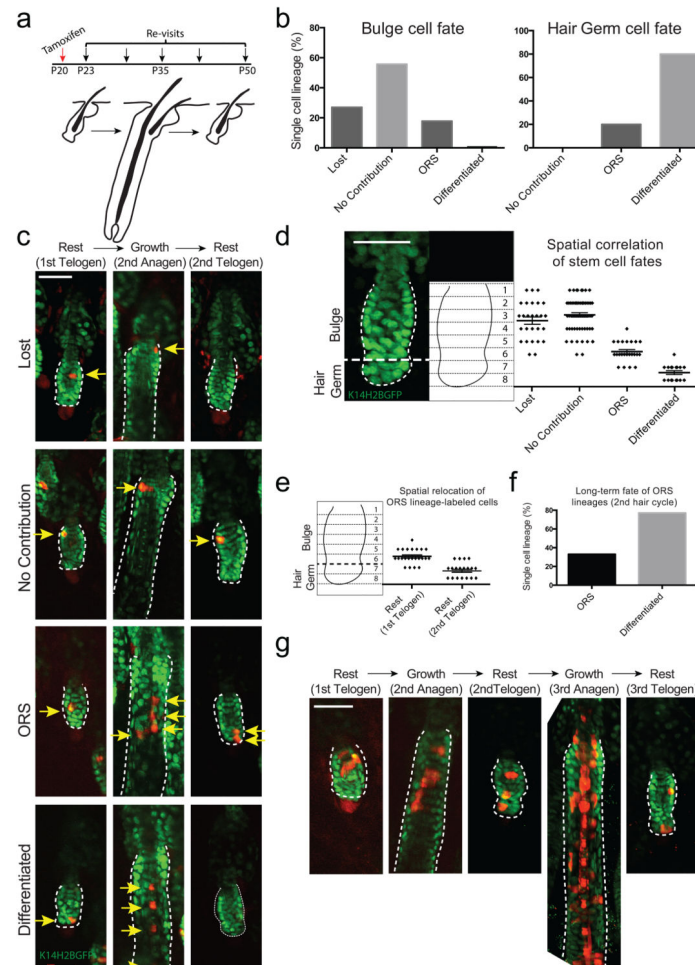 a
Tamoxifen
Re-visits
P20 P23 P35 P50
b
Bulge cell fate
Single cell lineage (%)
80
60
40
20
0
Lost
No Contribution
ORS
Differentiated
Hair Germ cell fate
100
80
60
40
20
0
No Contribution
ORS
Differentiated
c
Rest
(1st Telogen)
Growth
(2nd Anagen)
Rest
(2nd Telogen)
Lost
No Contribution
ORS
Differentiated
K14H2BGFP
d
Bulge
Hair
Germ
K14H2BGFP
1
2
3
4
5
6
7
8
Spatial correlation
of stem cell fates
Lost
No Contribution
ORS
Differentiated
e
Spatial relocation of
ORS lineage-labeled cells
Bulge
Hair
Germ
1
2
3
4
5
6
7
8
Rest
(1st Telogen)
Rest
(2nd Telogen)
f
Long-term fate of ORS
lineages (2nd hair cycle)
Single cell lineage (%)
80
60
40
20
0
ORS
Differentiated
g
Rest
(1st Telogen)
Growth
(2nd Anagen)
Rest
(2ndTelogen)
Growth
(3rd Anagen)
Rest
(3rd Telogen)